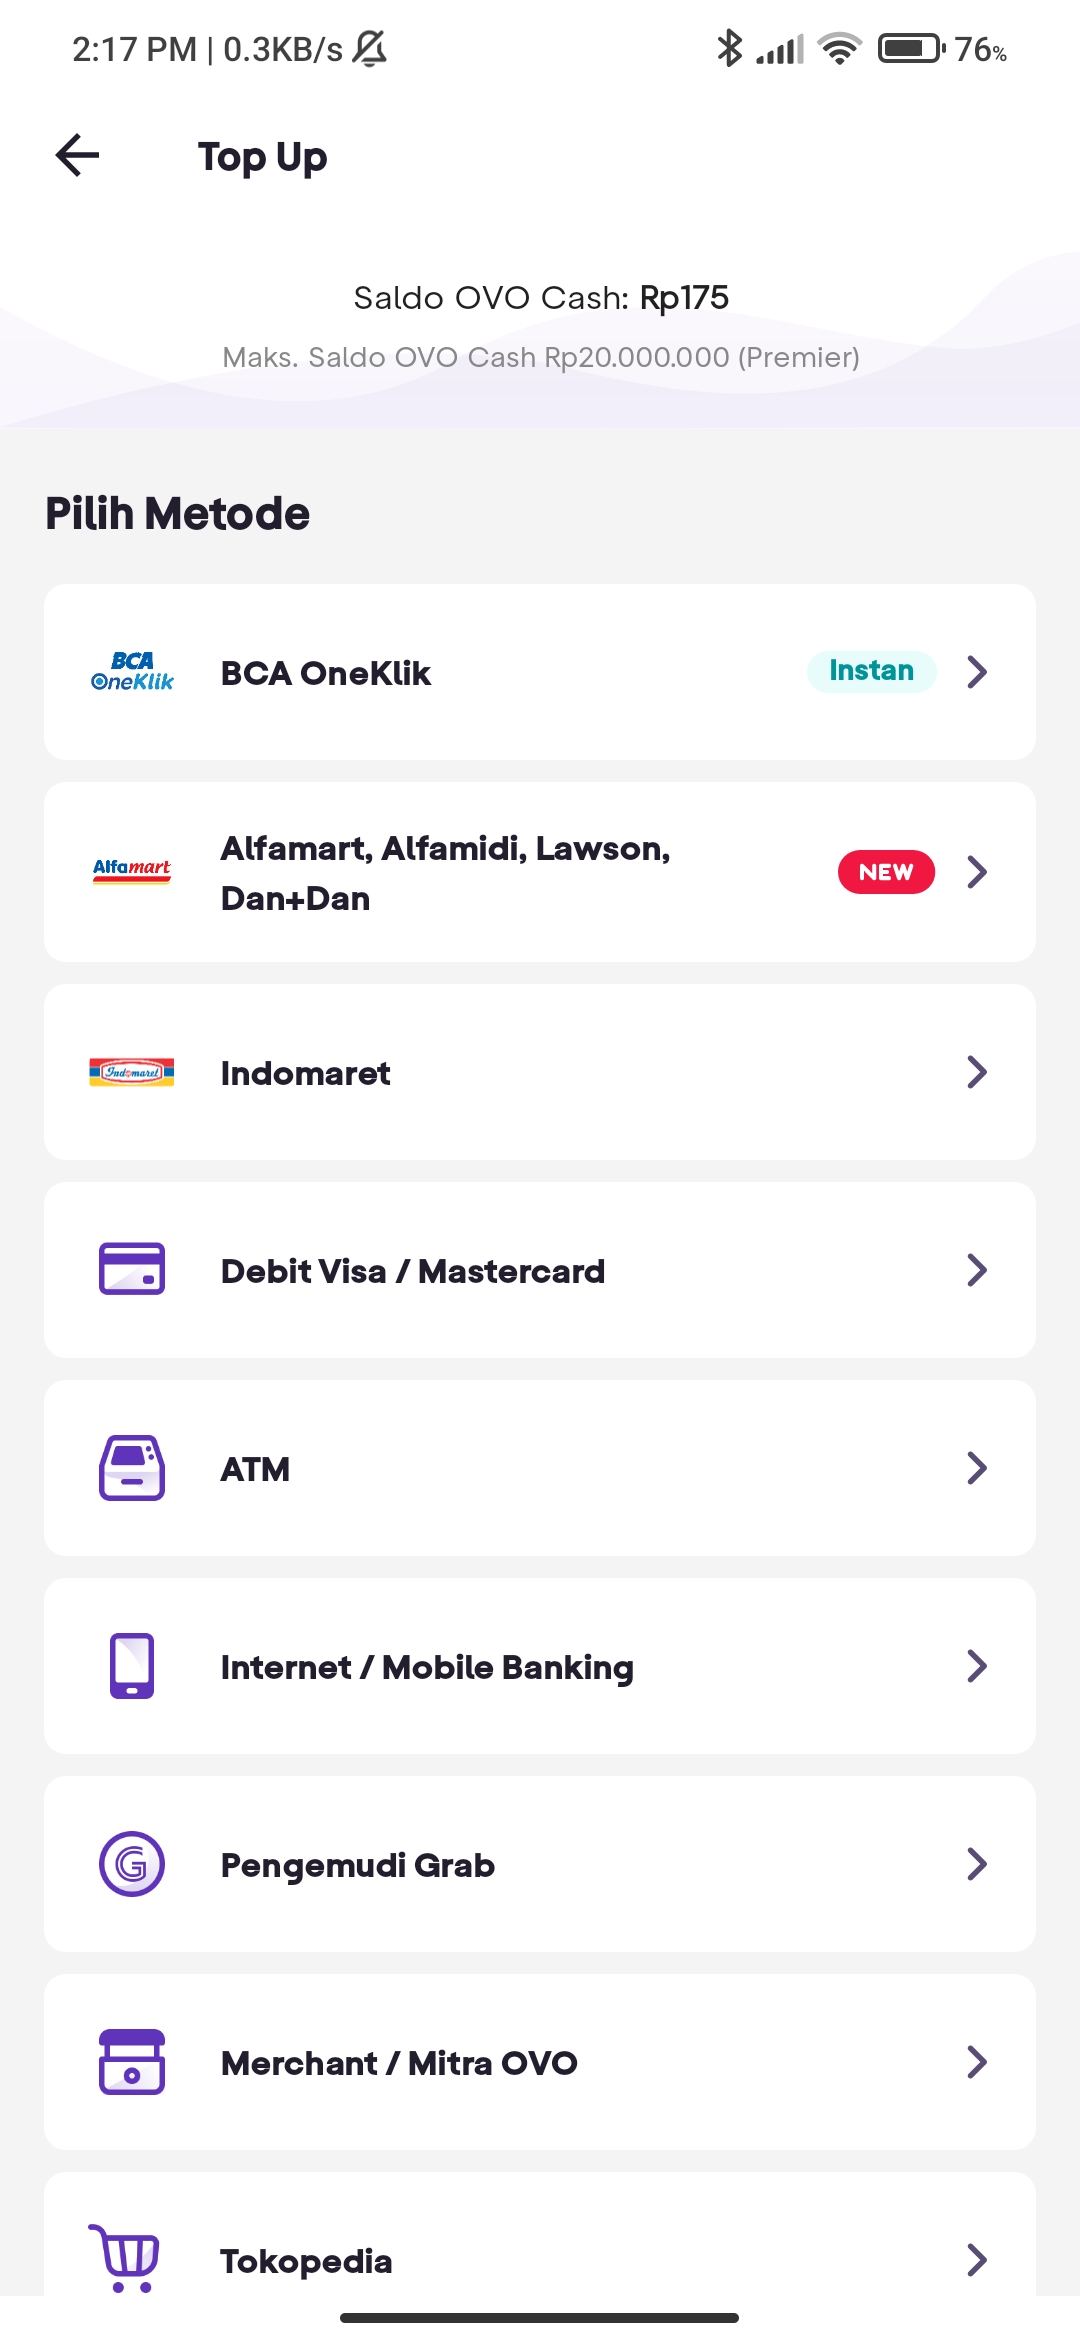 2:17 PM | 0.3KB/s
76%
Top Up
Saldo OVO Cash: Rp175
Maks. Saldo OVO Cash Rp20.000.000 (Premier)
Pilih Metode
BCA
OneKlik
BCA OneKlik
Instan
Alfamart
Alfamart, Alfamidi, Lawson,
Dan+Dan
NEW
Indomaret
Indomaret
Debit Visa / Mastercard
ATM
Internet / Mobile Banking
G
Pengemudi Grab
Merchant / Mitra OVO
Tokopedia